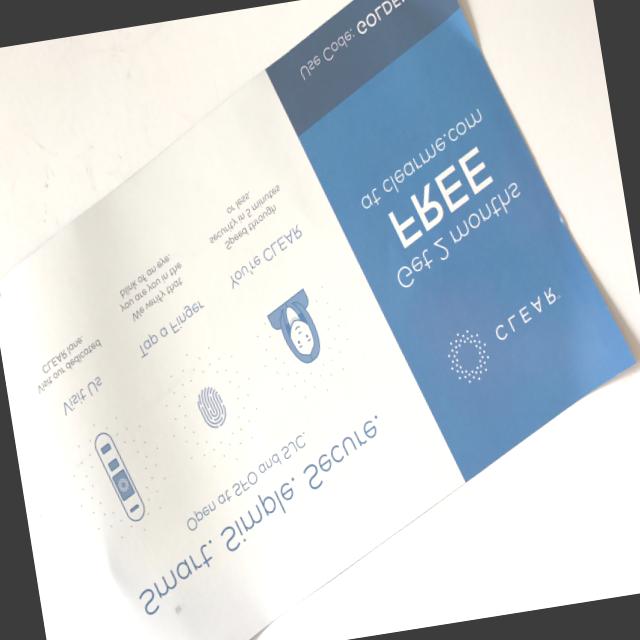 Smart. Simple. Secure.
Open at SFO and SJC.
Visit Us
Visit our dedicated
CLEAR lane.
Tap a Finger
We verify that
you are you in the
blink of an eye.
You're CLEAR
Speed through
security in 5 minutes
or less.
CLEAR
Get 2 months
FREE
at clearme.com
Use Code: GOLDEN